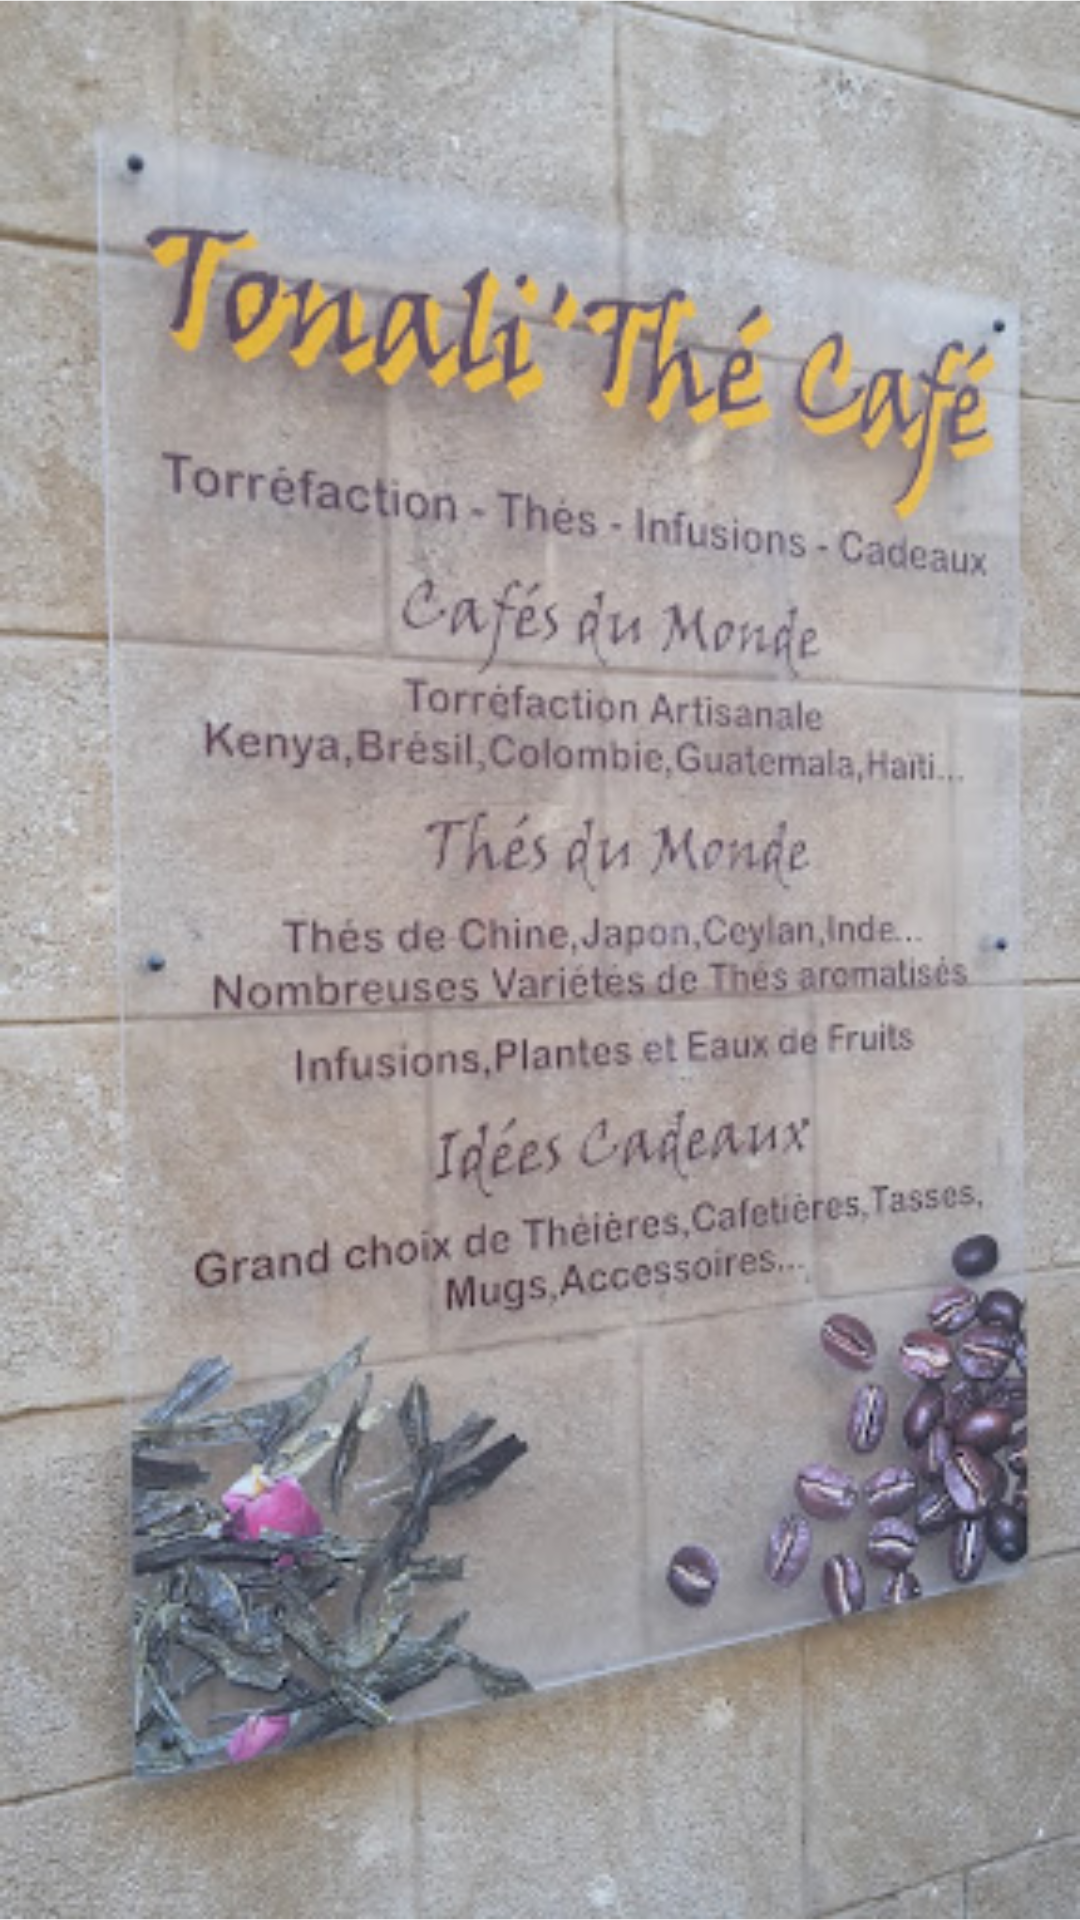 Tonali'Thé Café
Torréfaction - Thés - Infusions - Cadeaux
Cafés du Monde
Torréfaction Artisanale
Kenya,Brésil,Colombie,Guatemala,Haïti...
Thés du Monde
Thés de Chine,Japon,Ceylan,Inde...
Nombreuses Variétés de Thés aromatisés
Infusions,Plantes et Eaux de Fruits
Idées Cadeaux
Grand choix de Théières,Cafetières,Tasses,
Mugs,Accessoires...